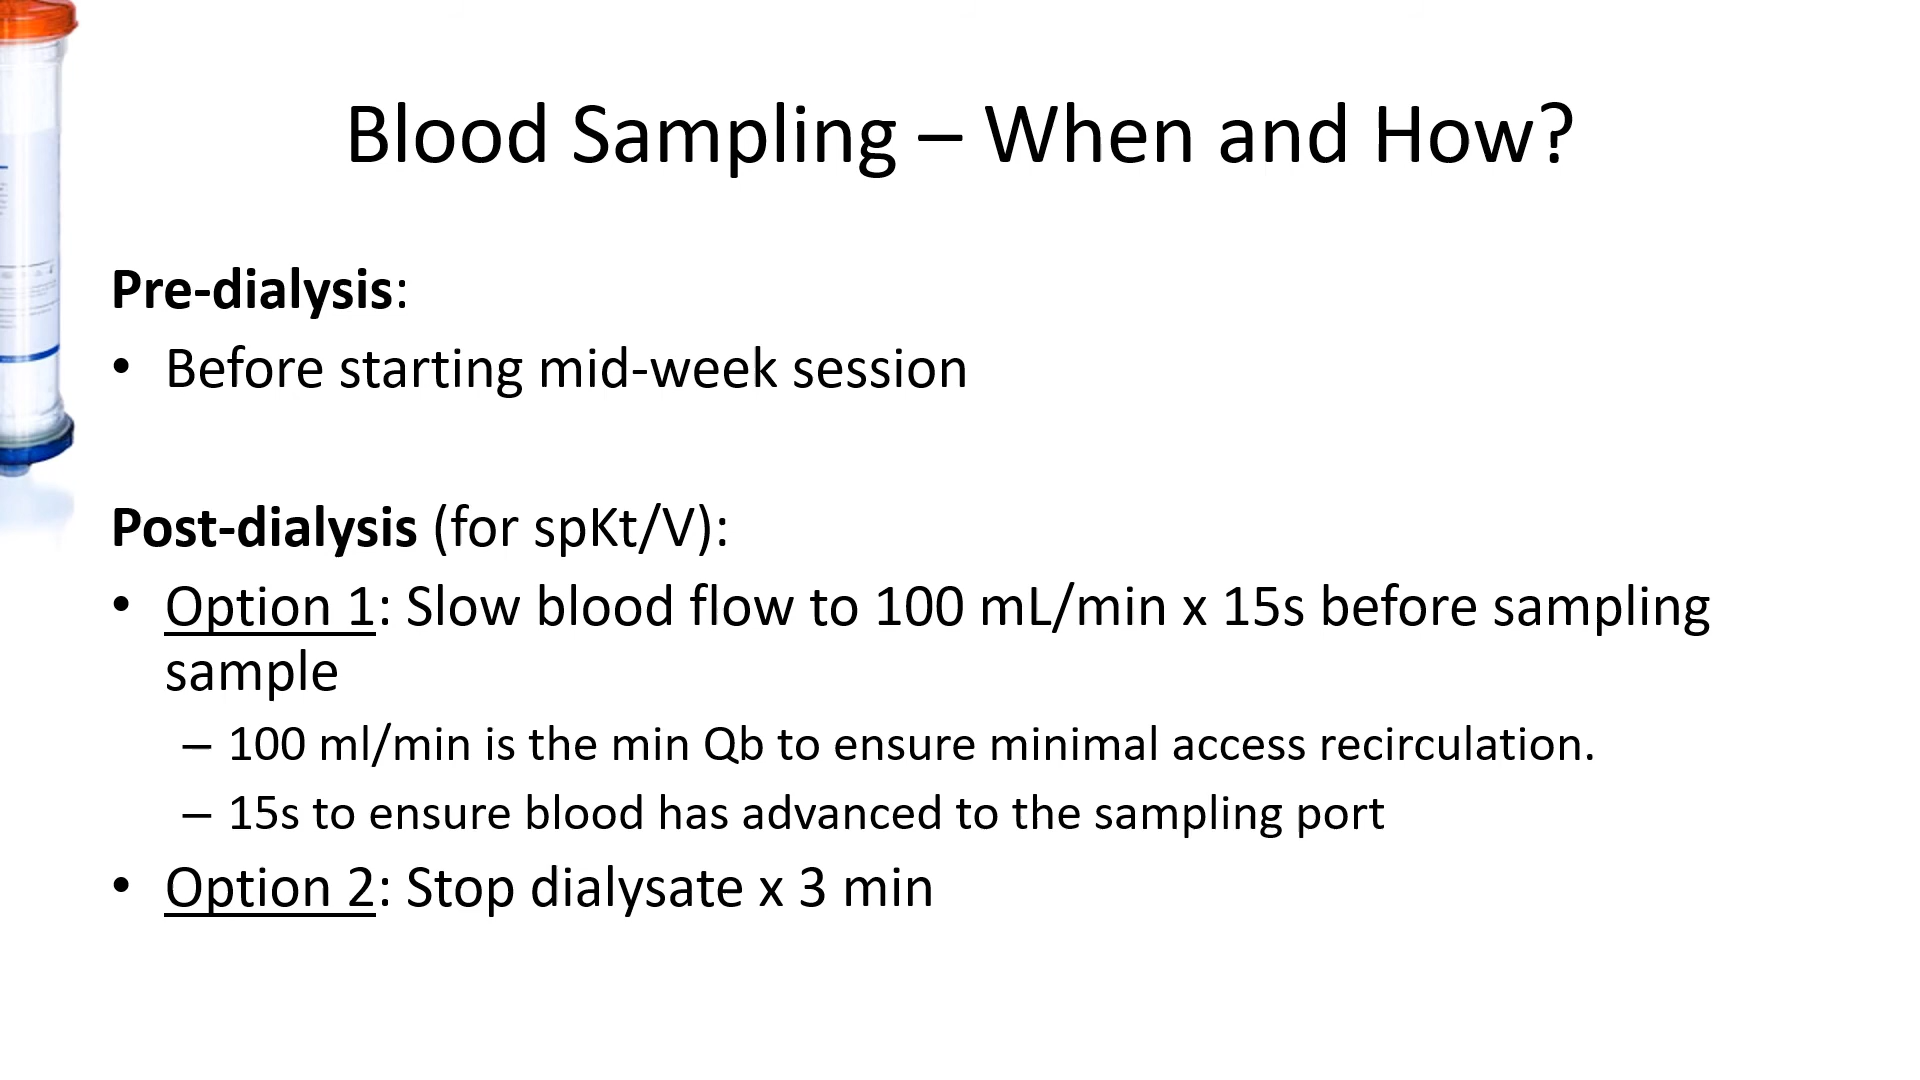 Blood Sampling – When and How?
Pre-dialysis:
• Before starting mid-week session
Post-dialysis (for spKt/V):
• Option 1: Slow blood flow to 100 mL/min x 15s before sampling
sample
– 100 ml/min is the min Qb to ensure minimal access recirculation.
– 15s to ensure blood has advanced to the sampling port
• Option 2: Stop dialysate x 3 min